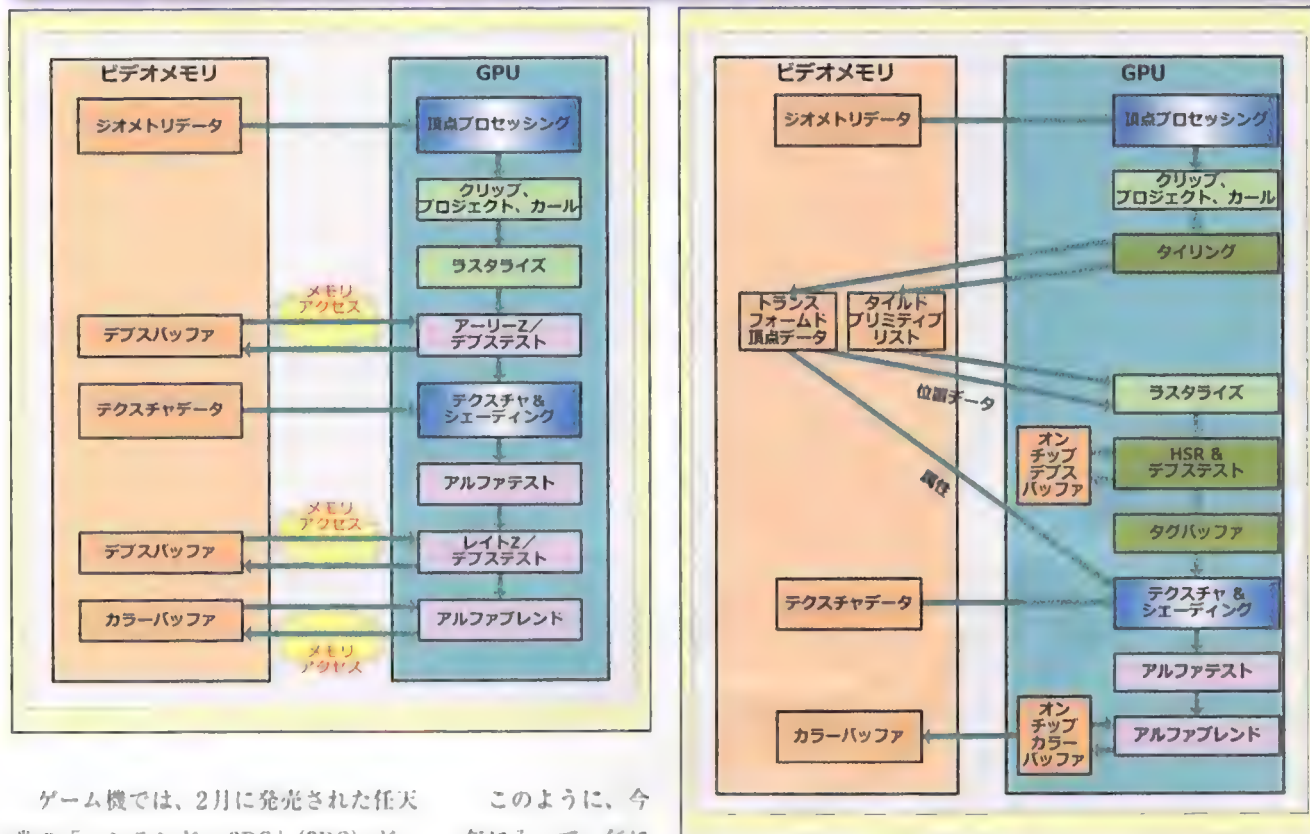 ビデオメモリ
GPU
ジオメトリデータ
頂点プロセッシング
クリップ、
プロジェクト、カール
ラスタライズ
メモリ
アクセス
デプスバッファ
アーリーZ/
デプステスト
テクスチャデータ
テクスチャ&
シェーディング
アルファテスト
メモリ
アクセス
デプスバッファ
レイトZ/
デプステスト
カラーバッファ
アルファブレンド
メモリ
アクセス
ビデオメモリ
GPU
ジオメトリデータ
頂点プロセッシング
クリップ、
プロジェクト、カール
タイリング
トランス
フォームド
頂点データ
タイルド
プリミティブ
リスト
位置データ
ラスタライズ
オン
チップ
デプス
バッファ
HSR &
デプステスト
属性
タグバッファ
テクスチャデータ
テクスチャ &
シェーディング
アルファテスト
カラーバッファ
オン
チップ
カラー
バッファ
アルファブレンド
ゲーム機では、2月に発売された任天
このように、今